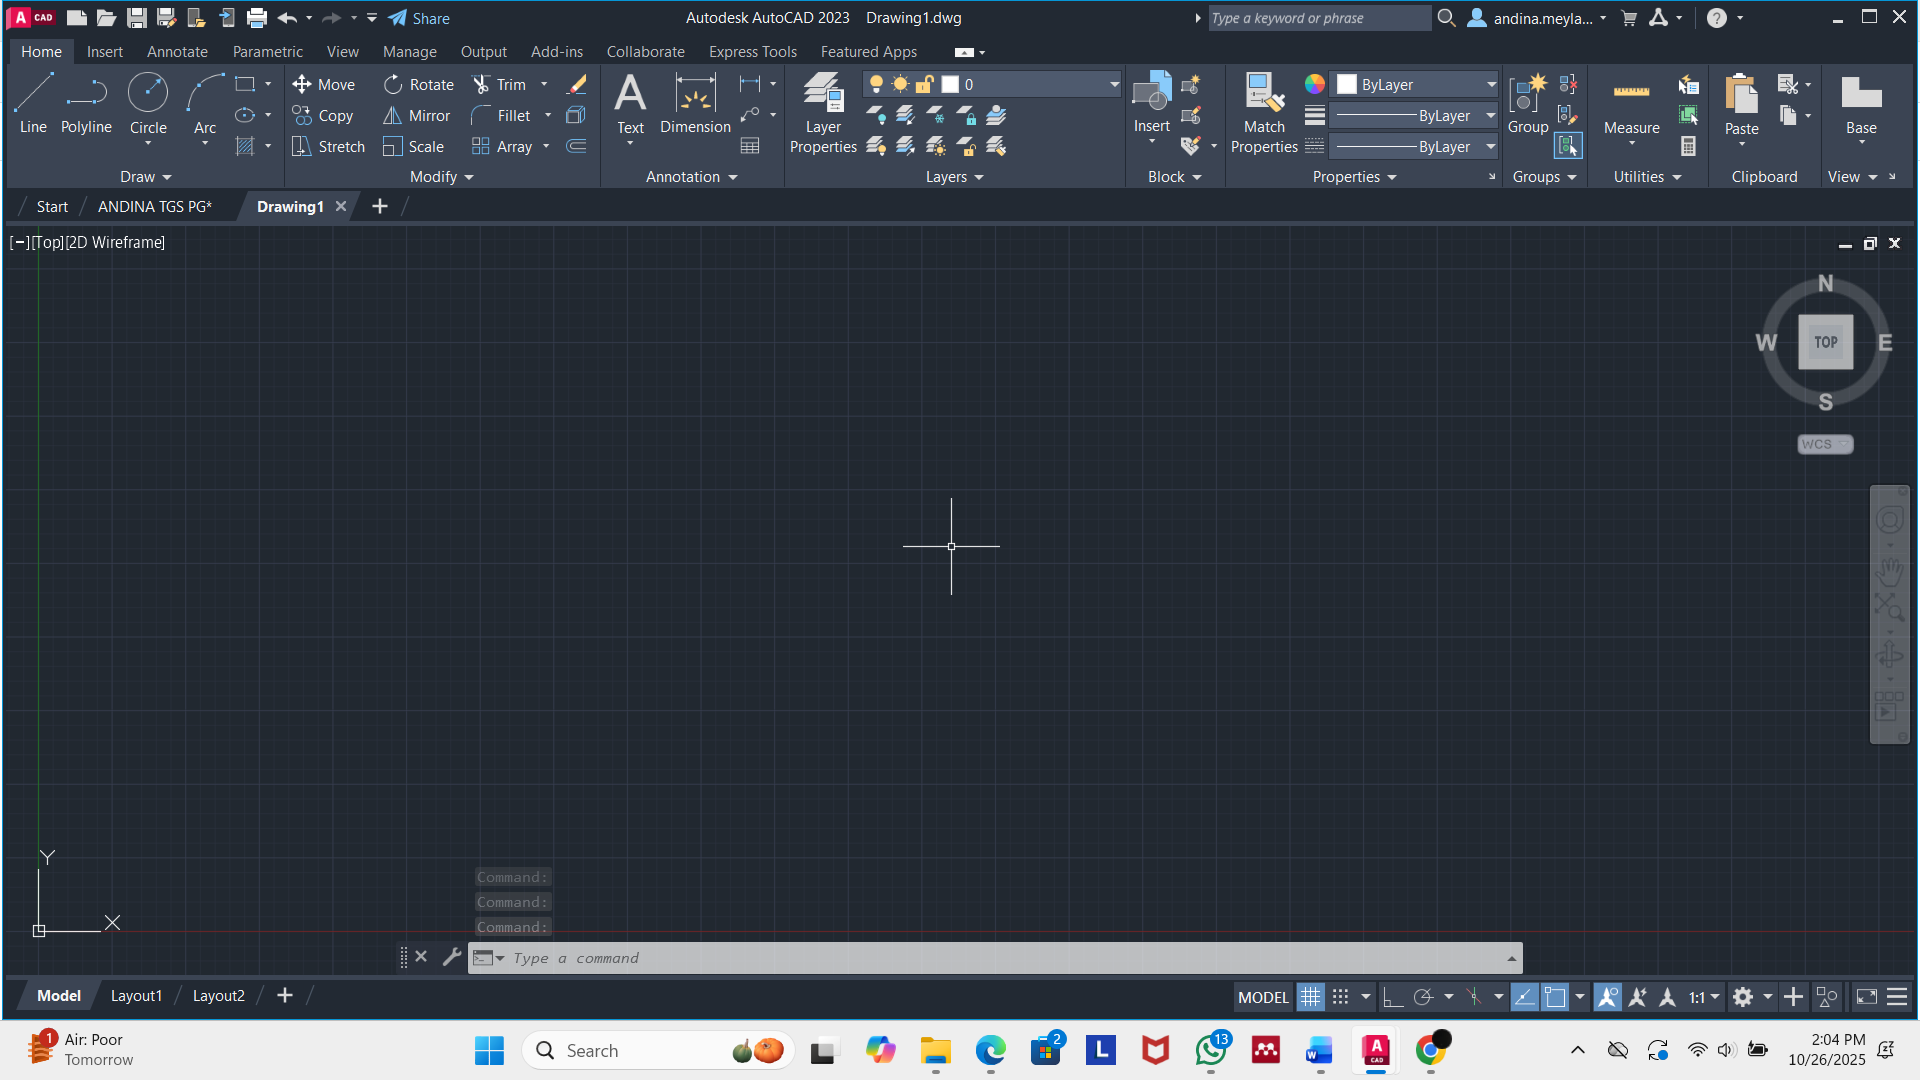 A CAD Share Autodesk AutoCAD 2023 Drawing1.dwg Type a keyword or phrase andina.meyla...
Home Insert Annotate Parametric View Manage Output Add-ins Collaborate Express Tools Featured Apps
Move Rotate Trim 0 ByLayer
Line Polyline Circle Arc Copy Mirror Fillet Text Dimension Layer Properties Insert Match Properties ByLayer Group Measure Paste Base
Stretch Scale Array ByLayer
Draw Modify Annotation Layers Block Properties Groups Utilities Clipboard View
Start ANDINA TGS PG* Drawing1
[−][Top][2D Wireframe]
N
W TOP E
S
WCS
Y
X
Command:
Command:
Command:
Type a command
Model Layout1 Layout2 MODEL 1:1
1 Air: Poor
Tomorrow
Search
2
L
13
W
A CAD
2:04 PM
10/26/2025